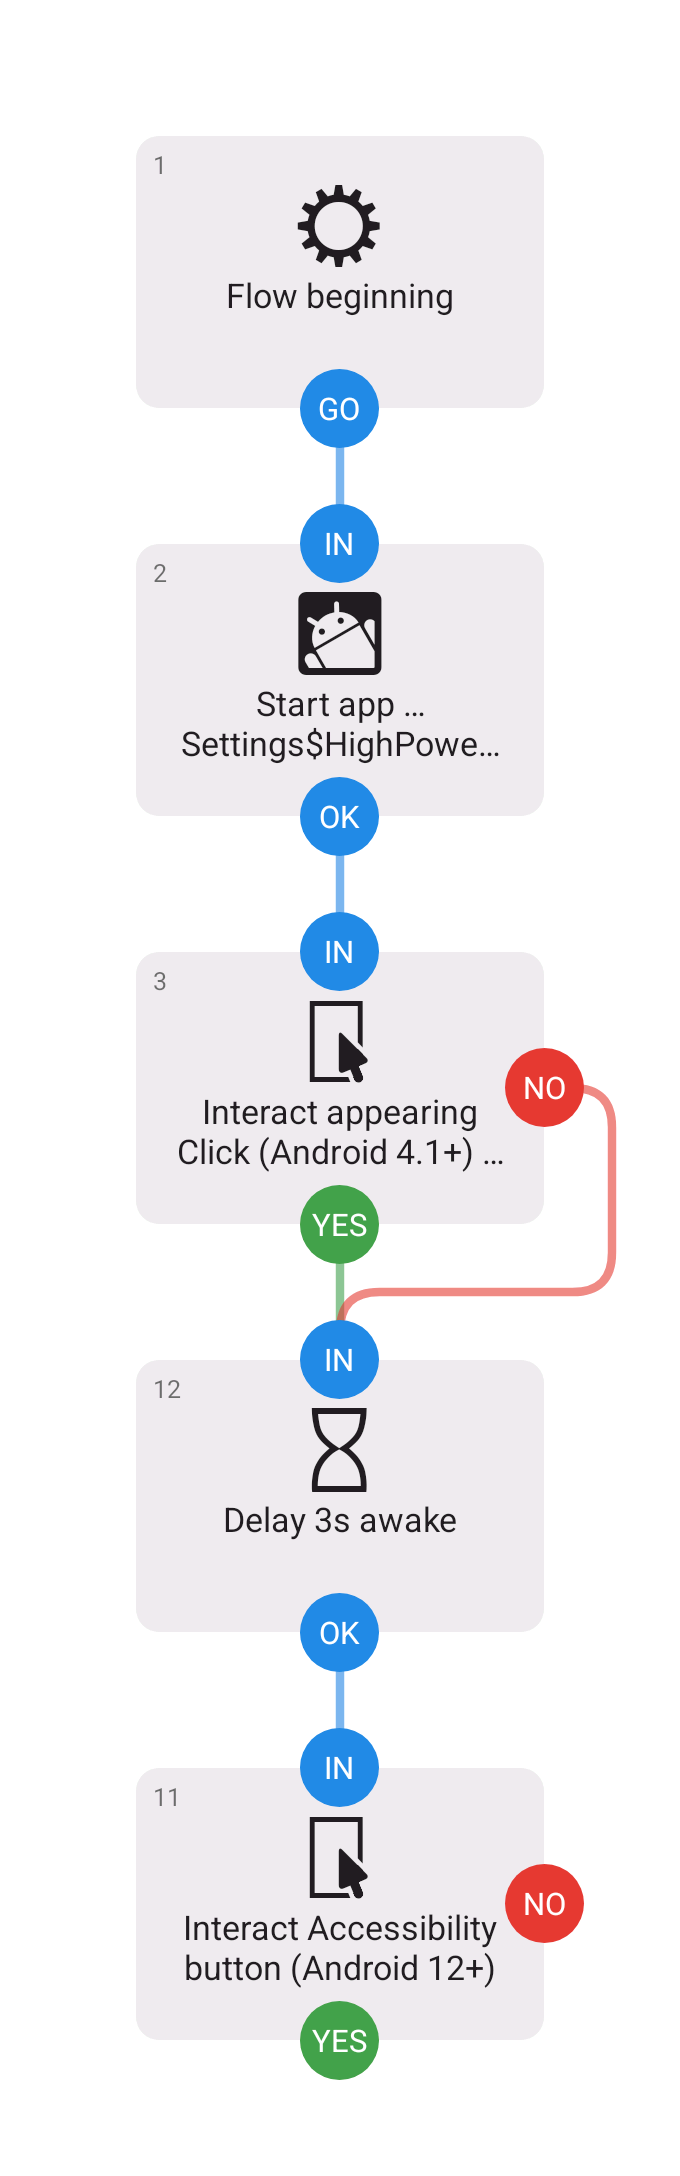 1
Flow beginning
GO
IN
2
Start app ...
Settings$HighPowe...
OK
IN
3
Interact appearing
Click (Android 4.1+) ...
NO
YES
IN
12
Delay 3s awake
OK
IN
11
Interact Accessibility
button (Android 12+)
NO
YES